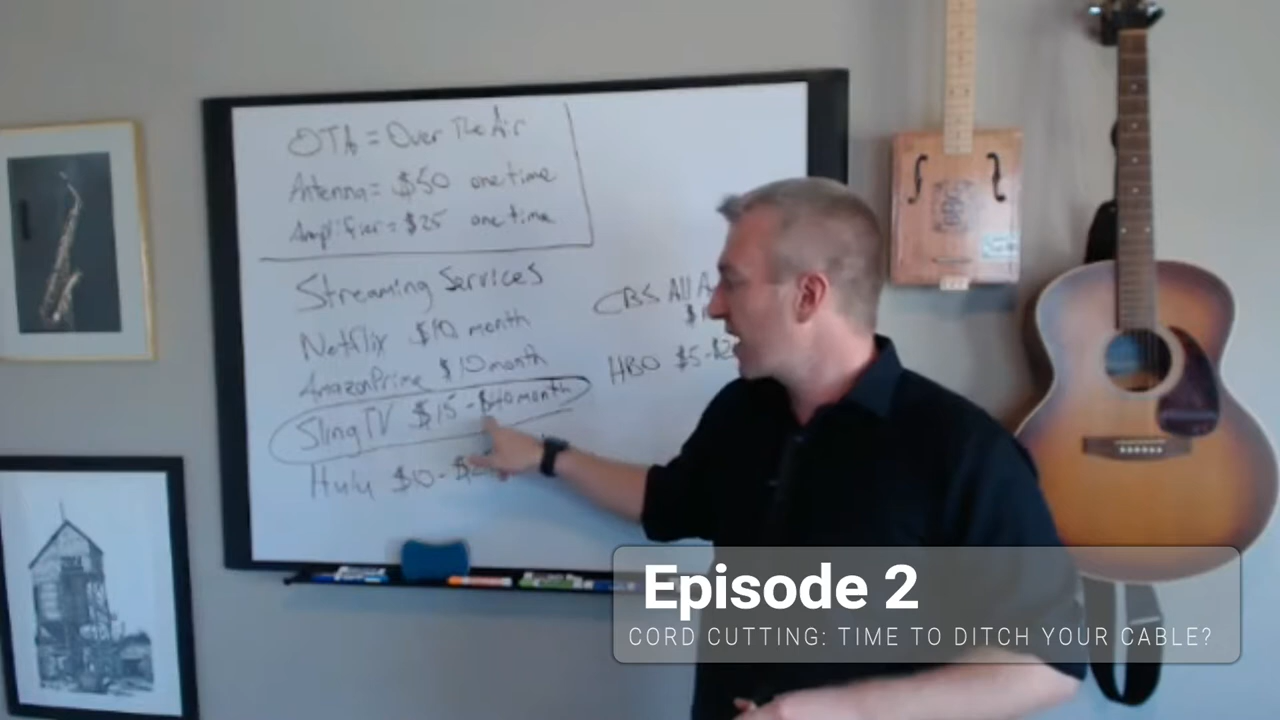 OTA = Over The Air
Antenna = $50 one time
Amplifier = $25 one time
Streaming Services
Netflix $10 month
Amazon Prime $10 month
Sling TV $15 - $40 month
Hulu $10 -
CBS All
HBO $5 -
Episode 2
CORD CUTTING: TIME TO DITCH YOUR CABLE?